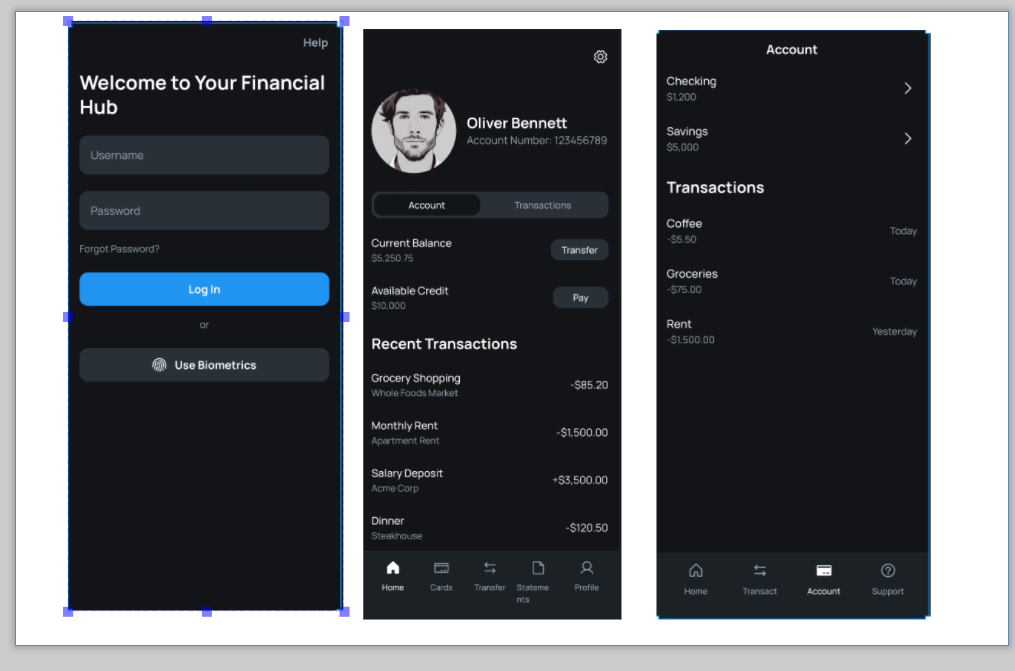 Help
Welcome to Your Financial
Hub
Username
Password
Forgot Password?
Log In
or
Use Biometrics
Oliver Bennett
Account Number: 123456789
Account
Transactions
Current Balance
$5,250.75
Transfer
Available Credit
$10,000
Pay
Recent Transactions
Grocery Shopping
Whole Foods Market
-$85.20
Monthly Rent
Apartment Rent
-$1,500.00
Salary Deposit
Acme Corp
+$3,500.00
Dinner
Steakhouse
-$120.50
Home
Cards
Transfer
Stateme
nts
Profile
Account
Checking
$1,200
Savings
$5,000
Transactions
Coffee
-$5.50
Today
Groceries
-$75.00
Today
Rent
-$1,500.00
Yesterday
Home
Transact
Account
Support